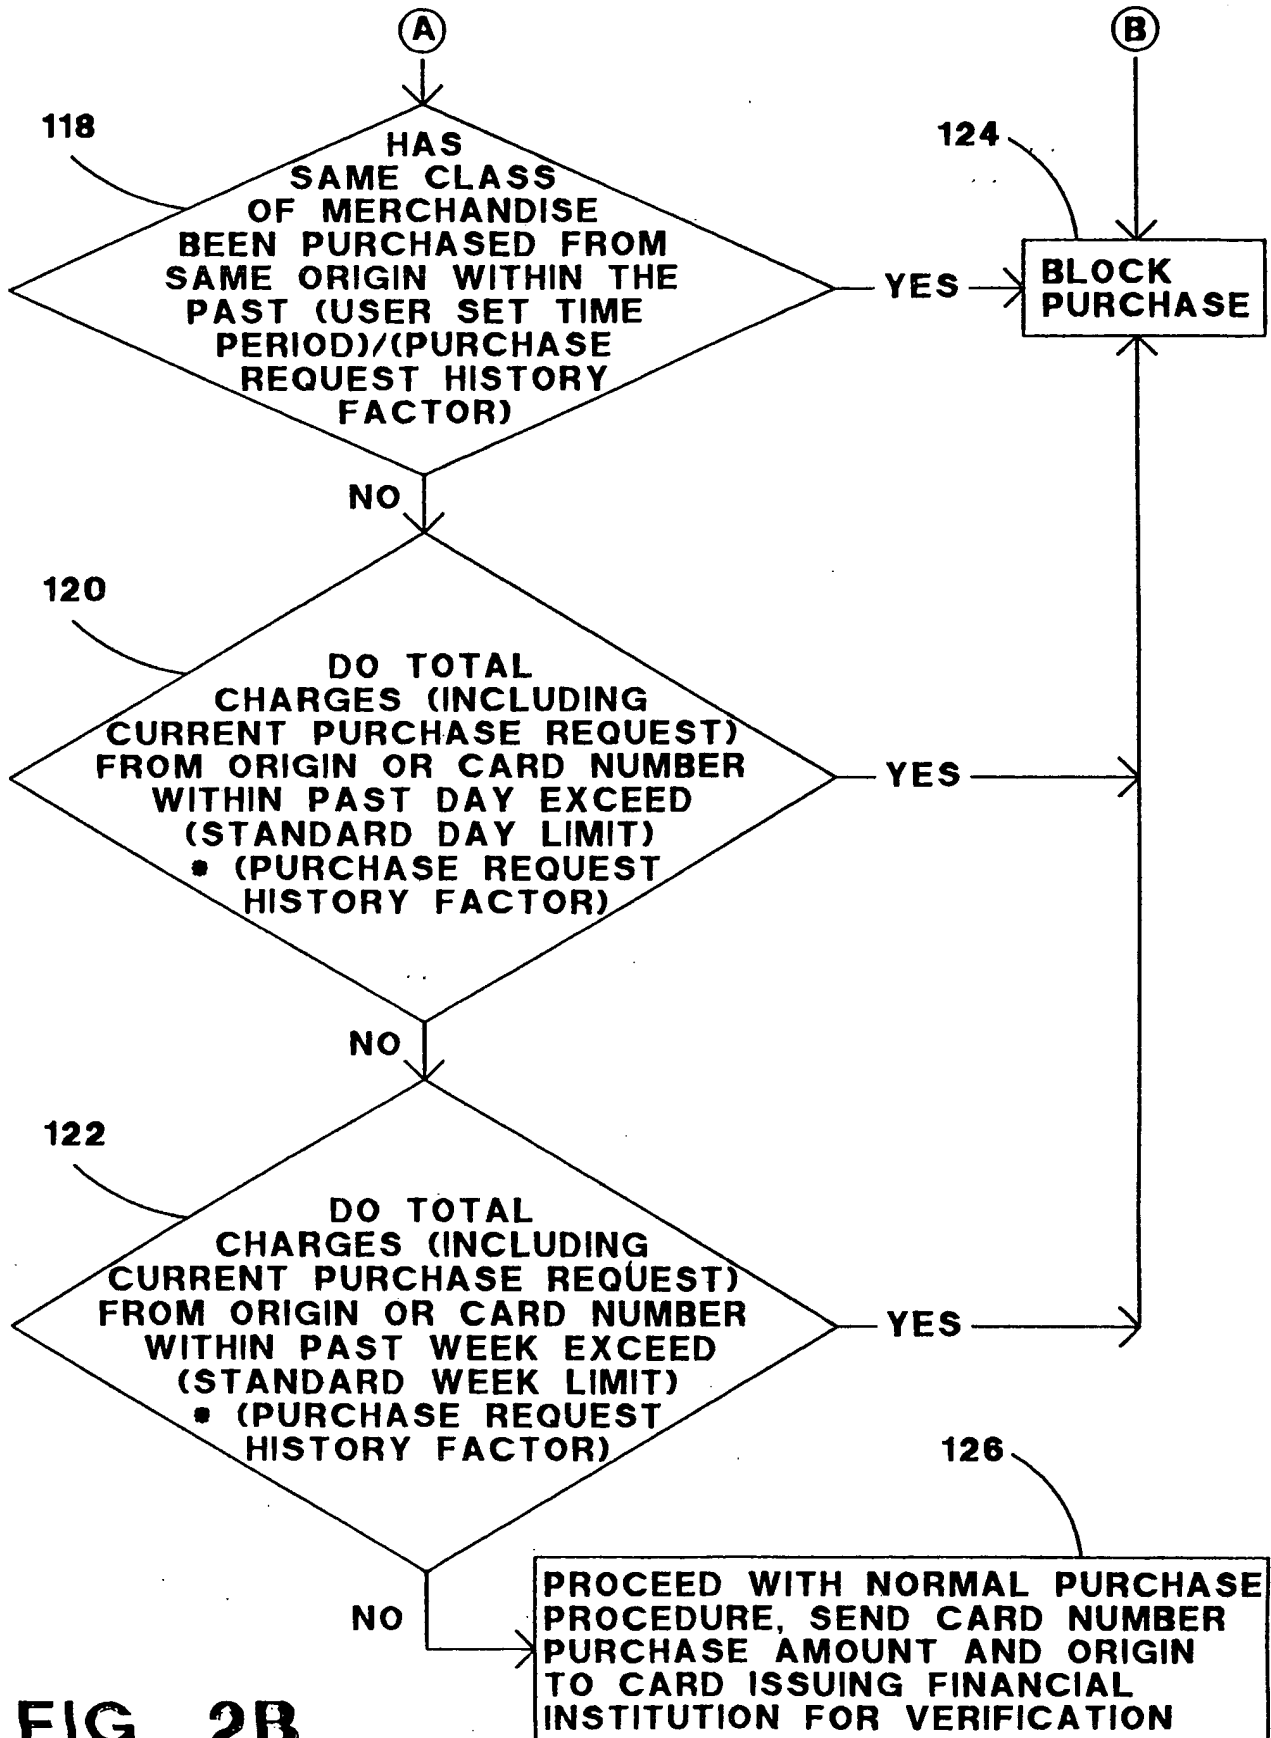 A
B
118
HAS
SAME CLASS
OF MERCHANDISE
BEEN PURCHASED FROM
SAME ORIGIN WITHIN THE
PAST (USER SET TIME
PERIOD)/(PURCHASE
REQUEST HISTORY
FACTOR)
YES
124
BLOCK
PURCHASE
NO
120
DO TOTAL
CHARGES (INCLUDING
CURRENT PURCHASE REQUEST)
FROM ORIGIN OR CARD NUMBER
WITHIN PAST DAY EXCEED
(STANDARD DAY LIMIT)
* (PURCHASE REQUEST
HISTORY FACTOR)
YES
NO
122
DO TOTAL
CHARGES (INCLUDING
CURRENT PURCHASE REQUEST)
FROM ORIGIN OR CARD NUMBER
WITHIN PAST WEEK EXCEED
(STANDARD WEEK LIMIT)
* (PURCHASE REQUEST
HISTORY FACTOR)
YES
NO
126
PROCEED WITH NORMAL PURCHASE
PROCEDURE, SEND CARD NUMBER
PURCHASE AMOUNT AND ORIGIN
TO CARD ISSUING FINANCIAL
INSTITUTION FOR VERIFICATION
FIG. 2B